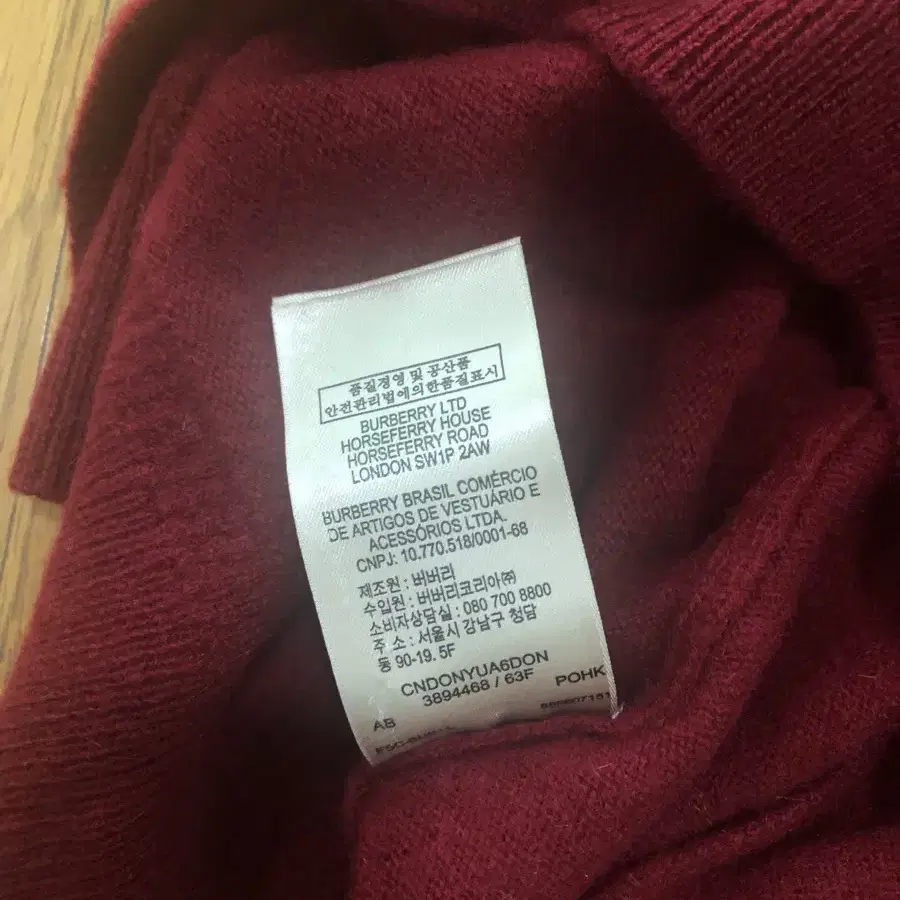 품질경영 및 공산품
안전관리법에의한품질표시
BURBERRY LTD
HORSEFERRY HOUSE
HORSEFERRY ROAD
LONDON SW1P 2AW
BURBERRY BRASIL COMÉRCIO
DE ARTIGOS DE VESTUÁRIO E
ACESSÓRIOS LTDA.
CNPJ: 10.770.518/0001-68
제조원 : 버버리
수입원 : 버버리코리아㈜
소비자상담실 : 080 700 8800
주 소 : 서울시 강남구 청담
동 90-19. 5F
CNDONYUA6DON
3894468 / 63F
AB POHK